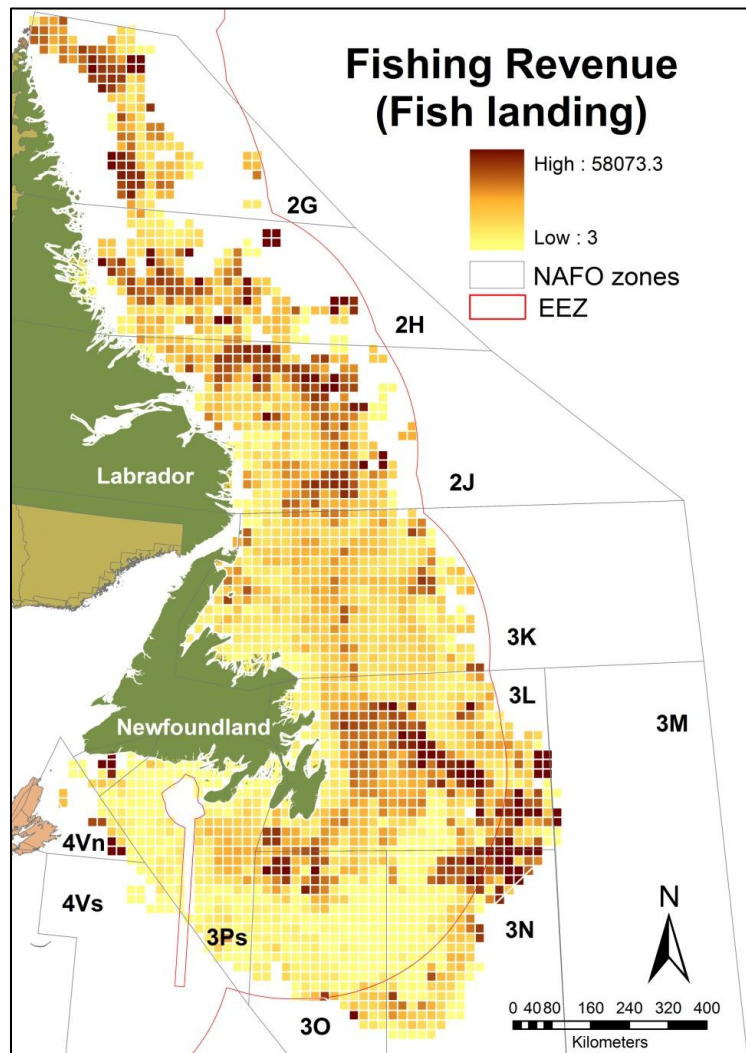 Fishing Revenue
(Fish landing)
High : 58073.3
Low : 3
NAFO zones
EEZ
2G
2H
Labrador
2J
3K
3L
3M
Newfoundland
4Vn
4Vs
3Ps
3N
3O
N
0 40 80 160 240 320 400
Kilometers